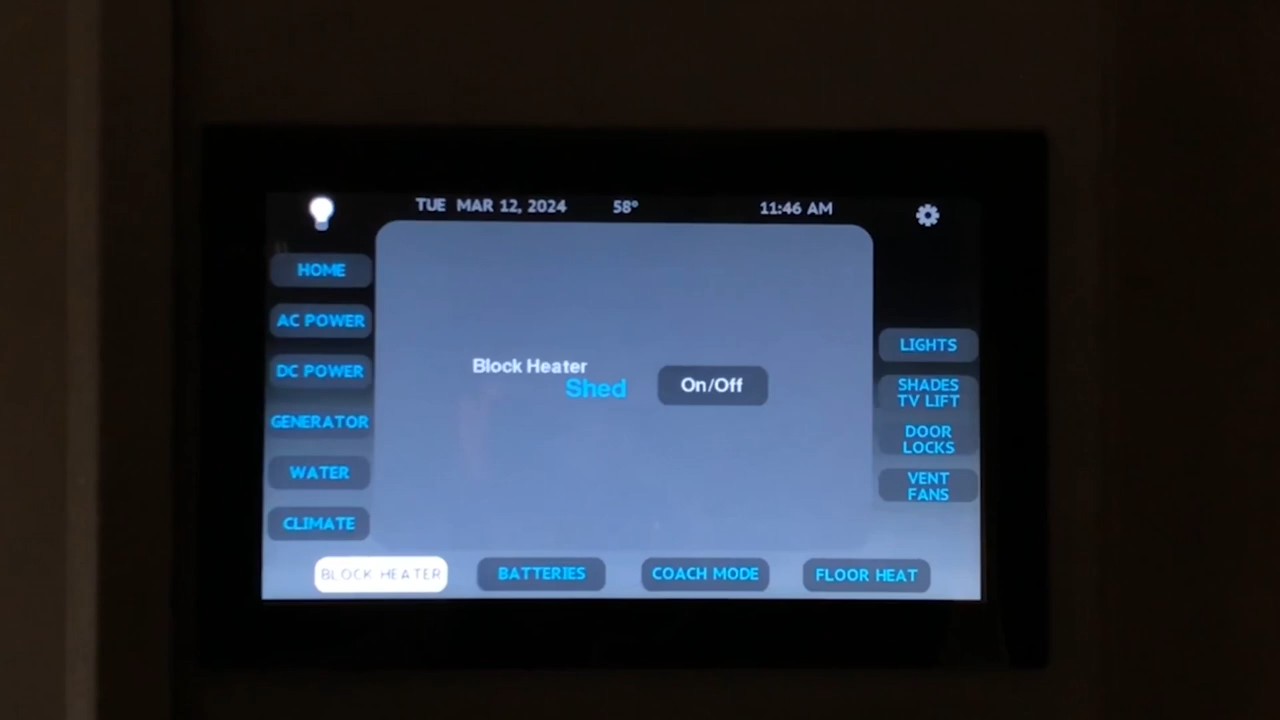 TUE MAR 12, 2024 58° 11:46 AM
HOME
AC POWER
DC POWER
GENERATOR
WATER
CLIMATE
Block Heater
Shed
On/Off
LIGHTS
SHADES
TV LIFT
DOOR
LOCKS
VENT
FANS
BLOCK HEATER
BATTERIES
COACH MODE
FLOOR HEAT